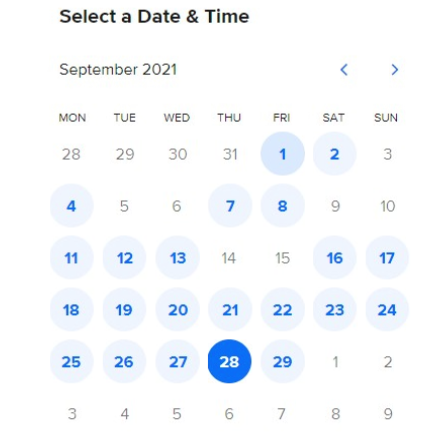 Select a Date & Time
September 2021
MON TUE WED THU FRI SAT SUN
28 29 30 31 1 2 3
4 5 6 7 8 9 10
11 12 13 14 15 16 17
18 19 20 21 22 23 24
25 26 27 28 29 1 2
3 4 5 6 7 8 9